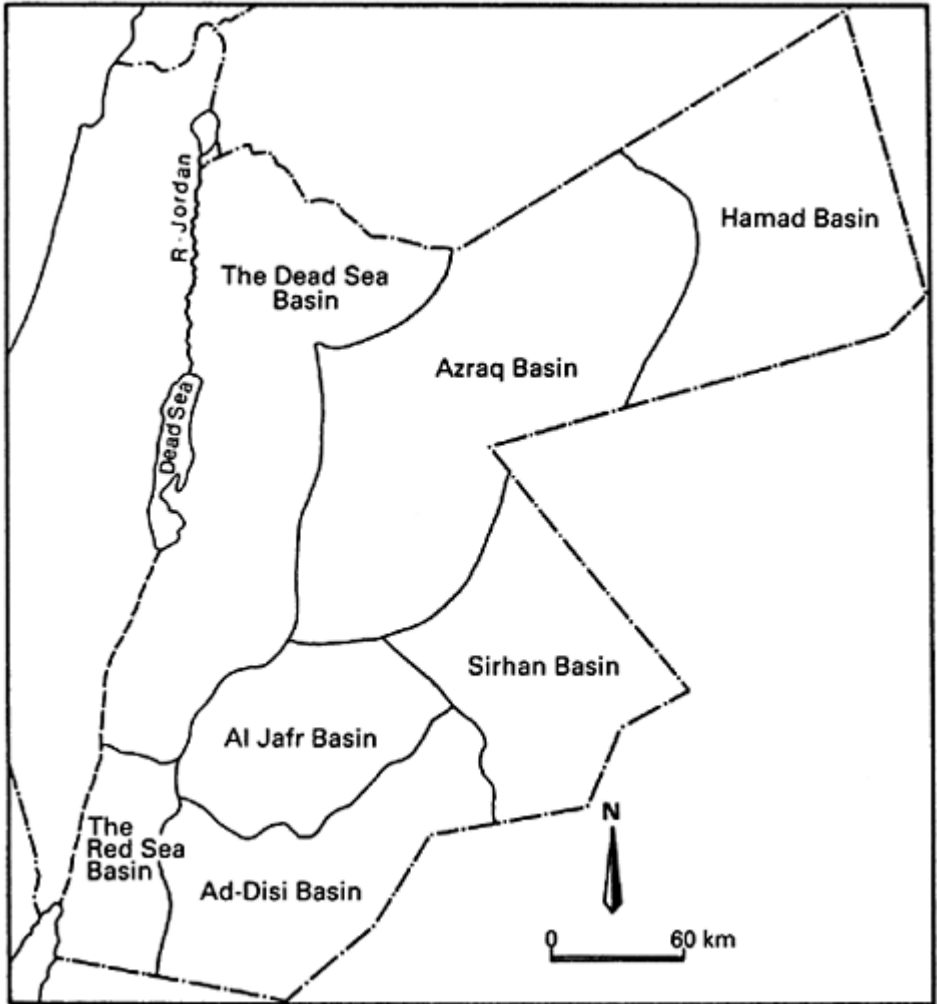 R. Jordan
Hamad Basin
The Dead Sea
Basin
Azraq Basin
Dead Sea
Sirhan Basin
Al Jafr Basin
N
The
Red Sea
Basin
Ad-Disi Basin
0 60 km